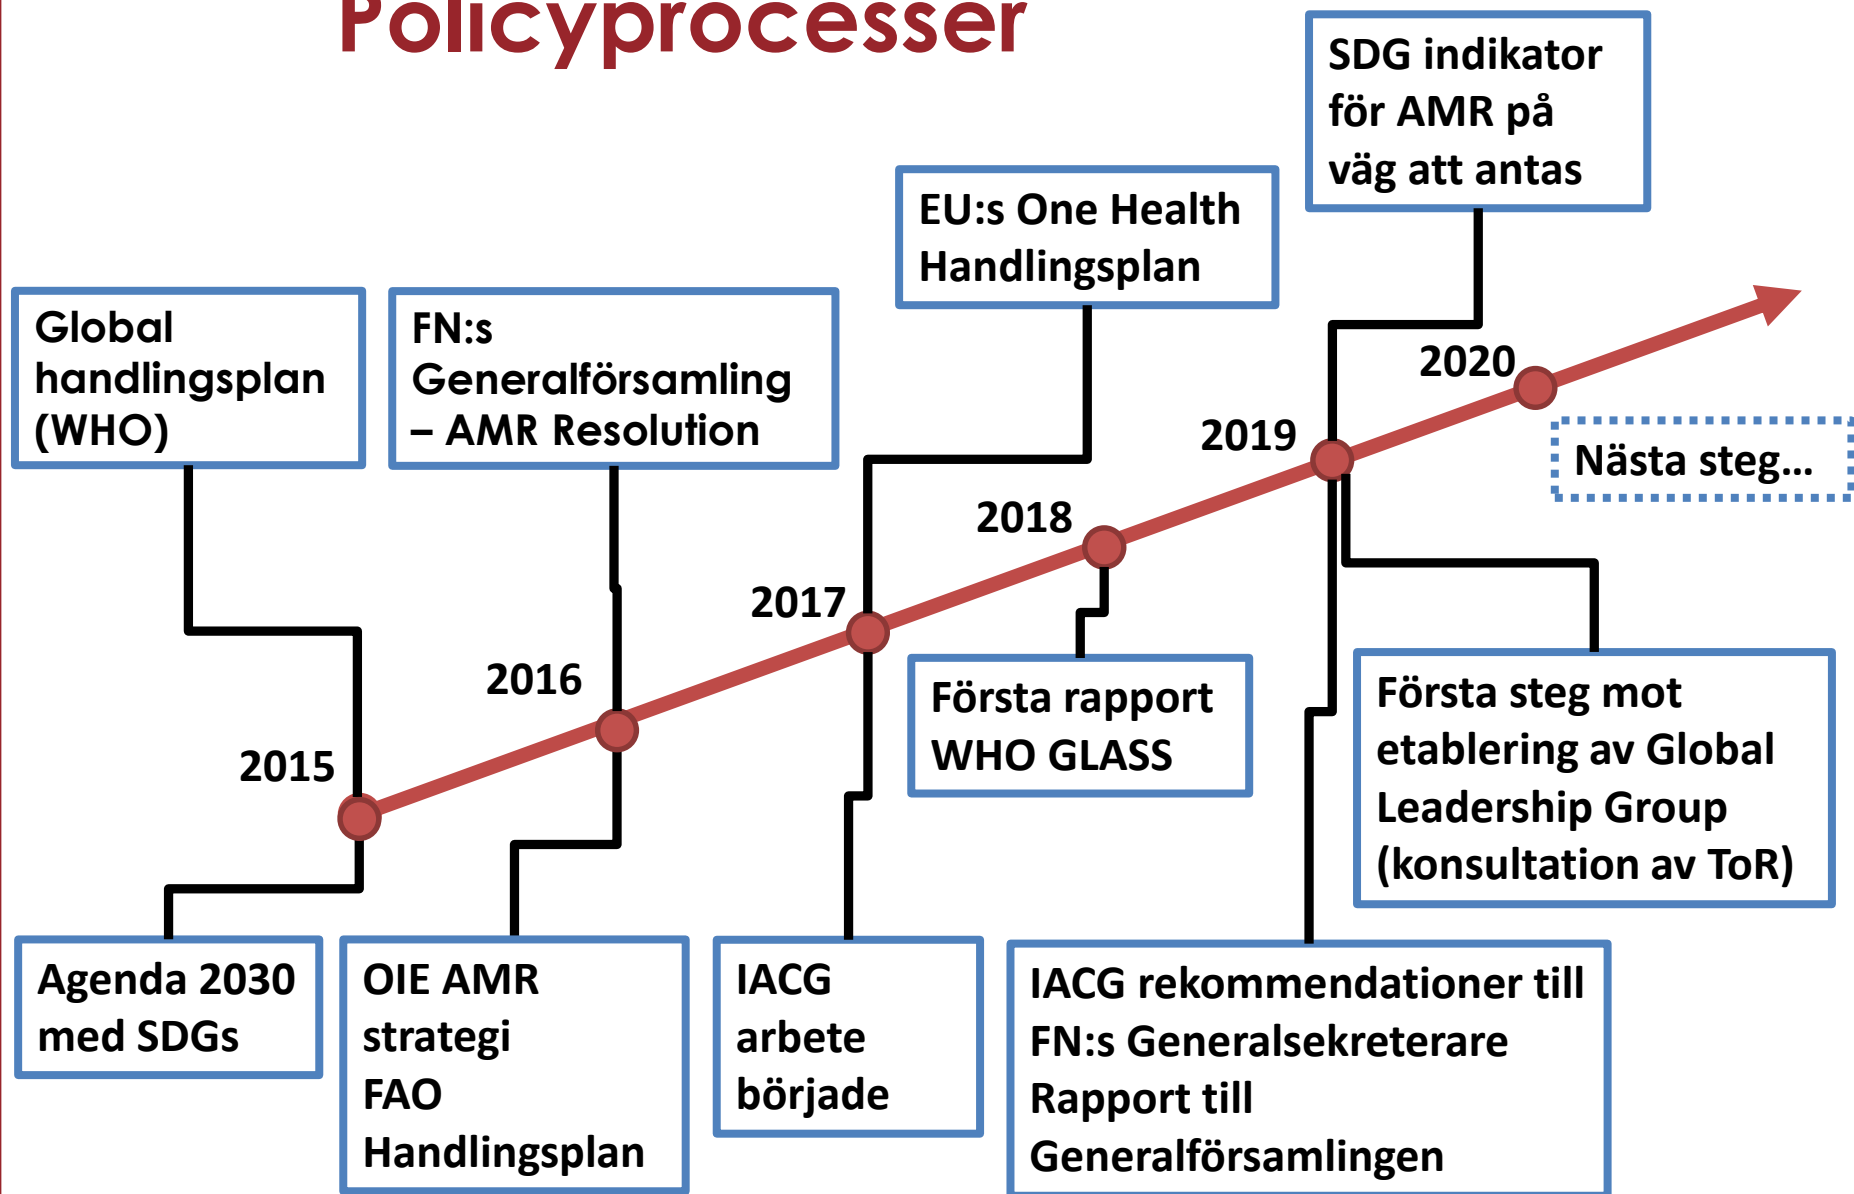 Policyprocesser
SDG indikator
för AMR på
väg att antas
EU:s One Health
Handlingsplan
Global
handlingsplan
(WHO)
FN:s
Generalförsamling
– AMR Resolution
2020
2019
Nästa steg...
2018
2017
2016
2015
Första rapport
WHO GLASS
Första steg mot
etablering av Global
Leadership Group
(konsultation av ToR)
Agenda 2030
med SDGs
OIE AMR
strategi
FAO
Handlingsplan
IACG
arbete
började
IACG rekommendationer till
FN:s Generalsekreterare
Rapport till
Generalförsamlingen